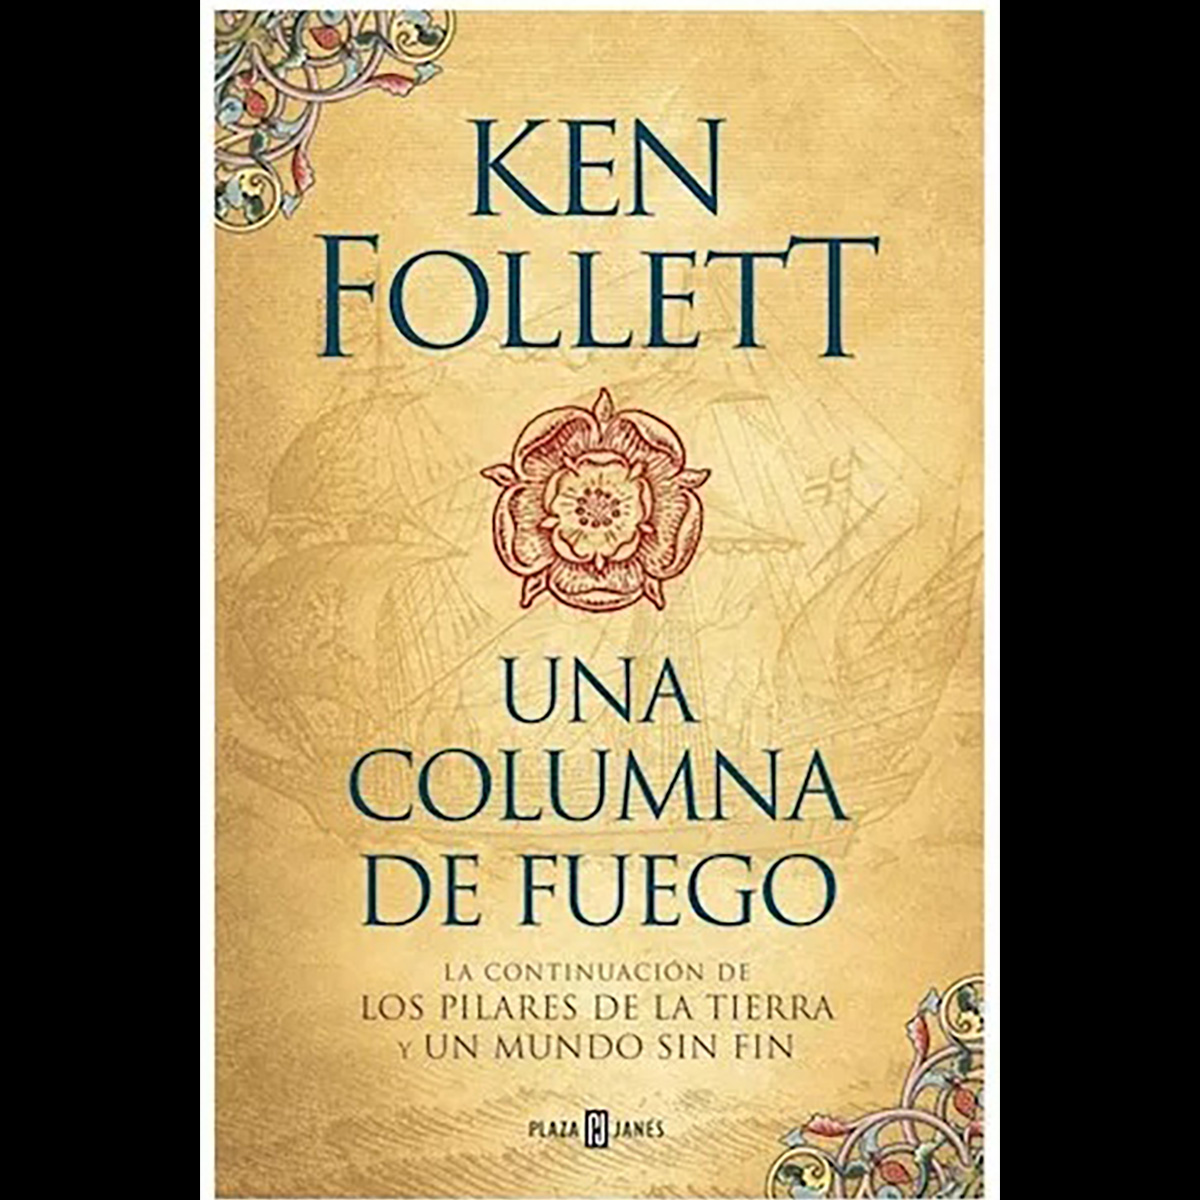 KEN
FOLLETT
UNA
COLUMNA
DE FUEGO
LA CONTINUACIÓN DE
LOS PILARES DE LA TIERRA
Y UN MUNDO SIN FIN
PLAZA PJ JANÉS